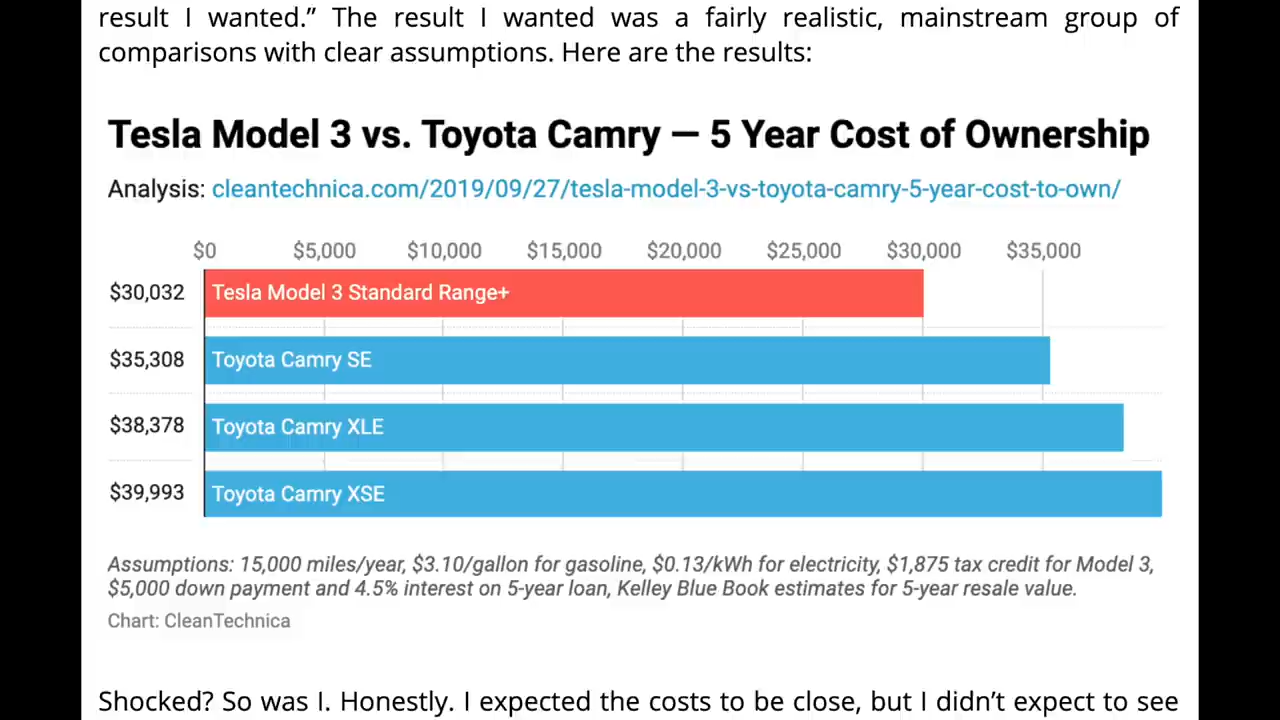 result I wanted.” The result I wanted was a fairly realistic, mainstream group of
comparisons with clear assumptions. Here are the results:
Tesla Model 3 vs. Toyota Camry — 5 Year Cost of Ownership
Analysis: cleantechnica.com/2019/09/27/tesla-model-3-vs-toyota-camry-5-year-cost-to-own/
$0 $5,000 $10,000 $15,000 $20,000 $25,000 $30,000 $35,000
$30,032 Tesla Model 3 Standard Range+
$35,308 Toyota Camry SE
$38,378 Toyota Camry XLE
$39,993 Toyota Camry XSE
Assumptions: 15,000 miles/year, $3.10/gallon for gasoline, $0.13/kWh for electricity, $1,875 tax credit for Model 3,
$5,000 down payment and 4.5% interest on 5-year loan, Kelley Blue Book estimates for 5-year resale value.
Chart: CleanTechnica
Shocked? So was I. Honestly. I expected the costs to be close, but I didn’t expect to see